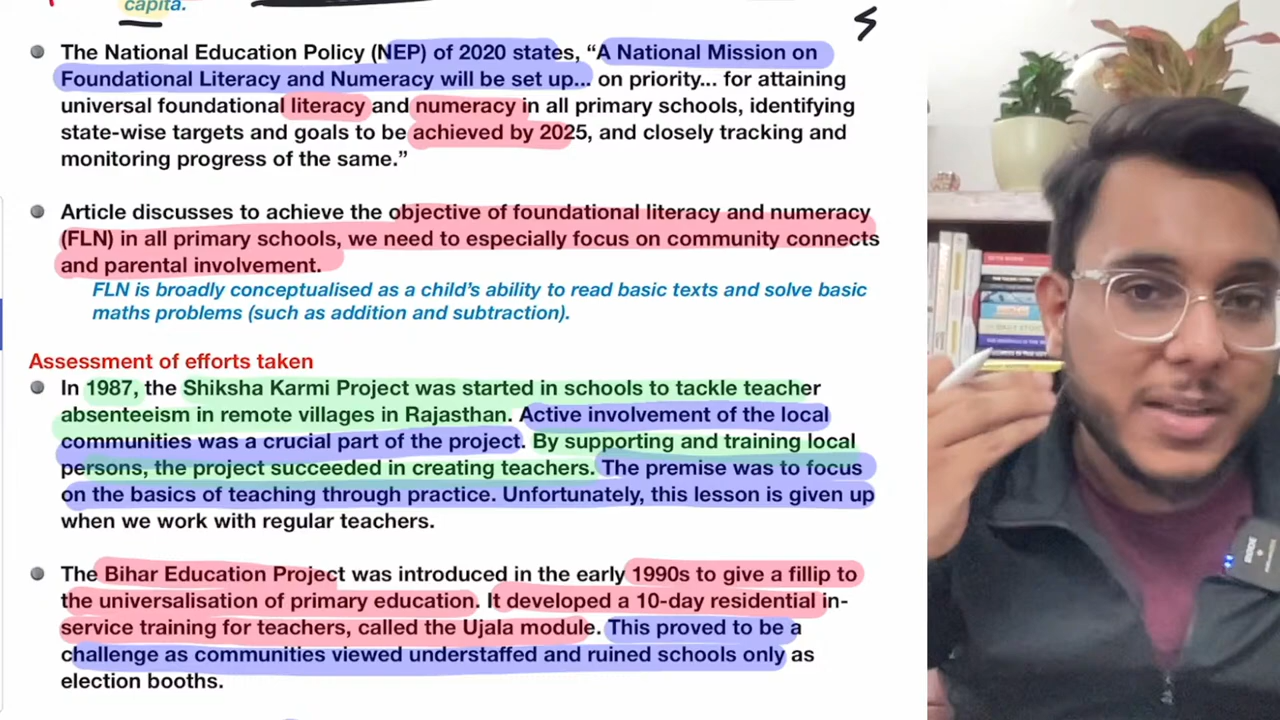 capita.
The National Education Policy (NEP) of 2020 states, “A National Mission on
Foundational Literacy and Numeracy will be set up... on priority... for attaining
universal foundational literacy and numeracy in all primary schools, identifying
state-wise targets and goals to be achieved by 2025, and closely tracking and
monitoring progress of the same.”
Article discusses to achieve the objective of foundational literacy and numeracy
(FLN) in all primary schools, we need to especially focus on community connects
and parental involvement.
FLN is broadly conceptualised as a child’s ability to read basic texts and solve basic
maths problems (such as addition and subtraction).
Assessment of efforts taken
In 1987, the Shiksha Karmi Project was started in schools to tackle teacher
absenteeism in remote villages in Rajasthan. Active involvement of the local
communities was a crucial part of the project. By supporting and training local
persons, the project succeeded in creating teachers. The premise was to focus
on the basics of teaching through practice. Unfortunately, this lesson is given up
when we work with regular teachers.
The Bihar Education Project was introduced in the early 1990s to give a fillip to
the universalisation of primary education. It developed a 10-day residential in-
service training for teachers, called the Ujala module. This proved to be a
challenge as communities viewed understaffed and ruined schools only as
election booths.